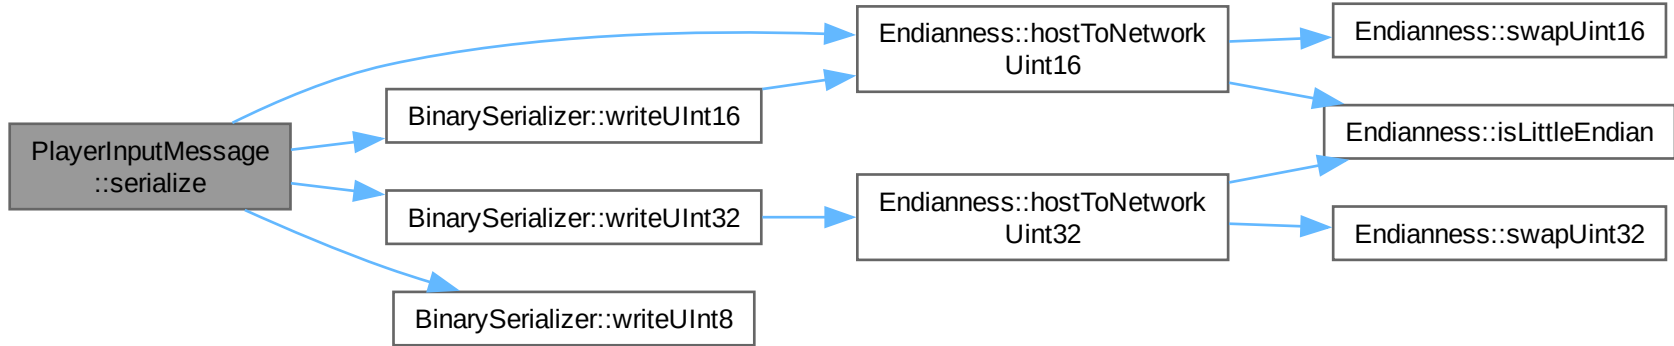 PlayerInputMessage
::serialize
BinarySerializer::writeUInt16
BinarySerializer::writeUInt32
BinarySerializer::writeUInt8
Endianness::hostToNetwork
Uint16
Endianness::hostToNetwork
Uint32
Endianness::swapUint16
Endianness::isLittleEndian
Endianness::swapUint32